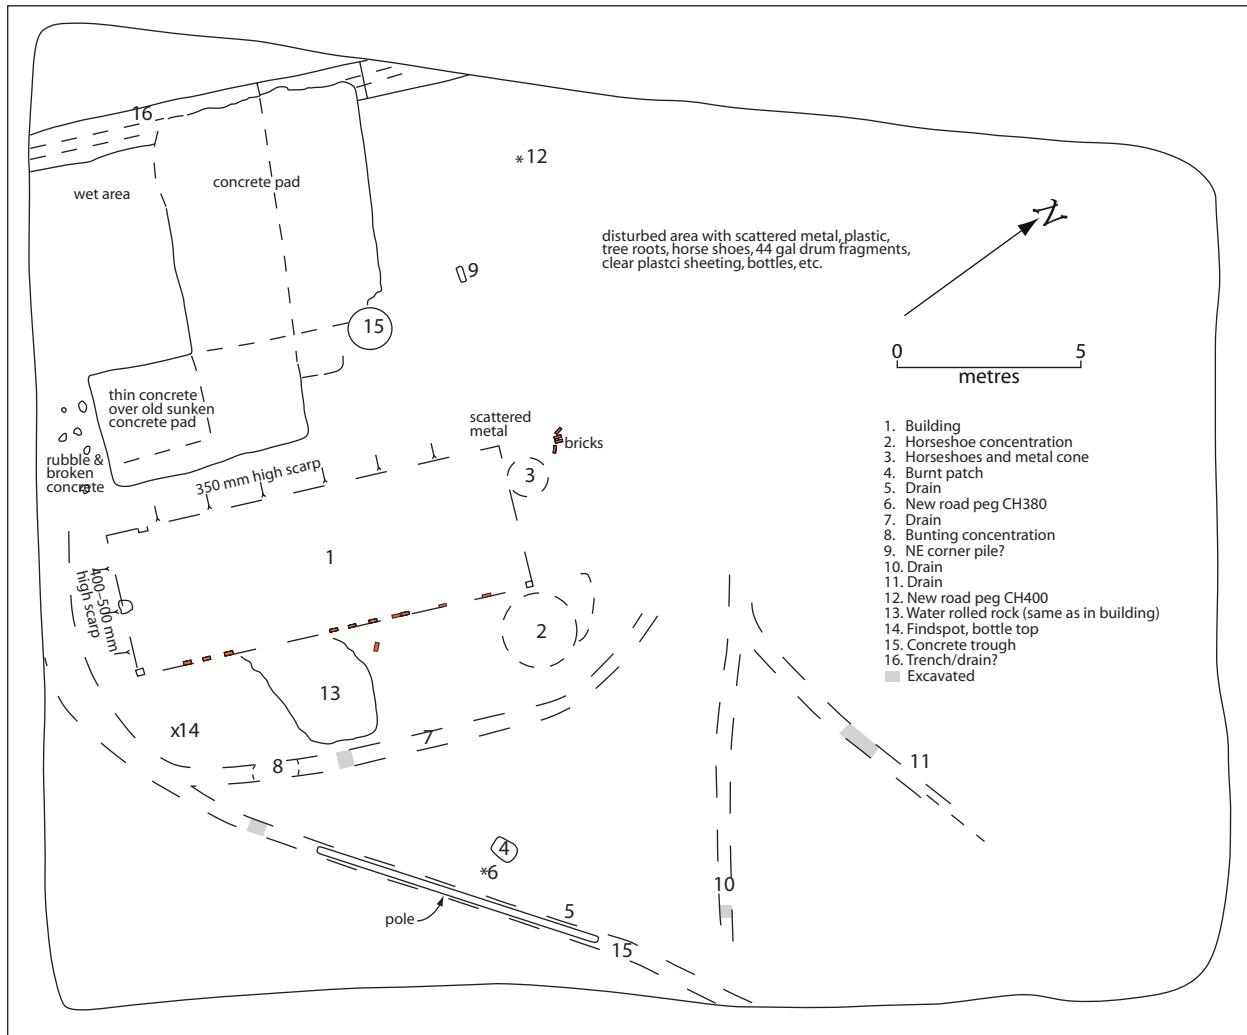 16
wet area
concrete pad
*12
9
15
disturbed area with scattered metal, plastic,
tree roots, horse shoes, 44 gal drum fragments,
clear plastci sheeting, bottles, etc.
N
0 5
metres
thin concrete
over old sunken
concrete pad
rubble &
broken
concrete
350 mm high scarp
scattered
metal
bricks
3
1
400–500 mm
high scarp
2
13
x14
7
8
4
*6
5
pole
15
10
11
1. Building
2. Horseshoe concentration
3. Horseshoes and metal cone
4. Burnt patch
5. Drain
6. New road peg CH380
7. Drain
8. Bunting concentration
9. NE corner pile?
10. Drain
11. Drain
12. New road peg CH400
13. Water rolled rock (same as in building)
14. Findspot, bottle top
15. Concrete trough
16. Trench/drain?
Excavated